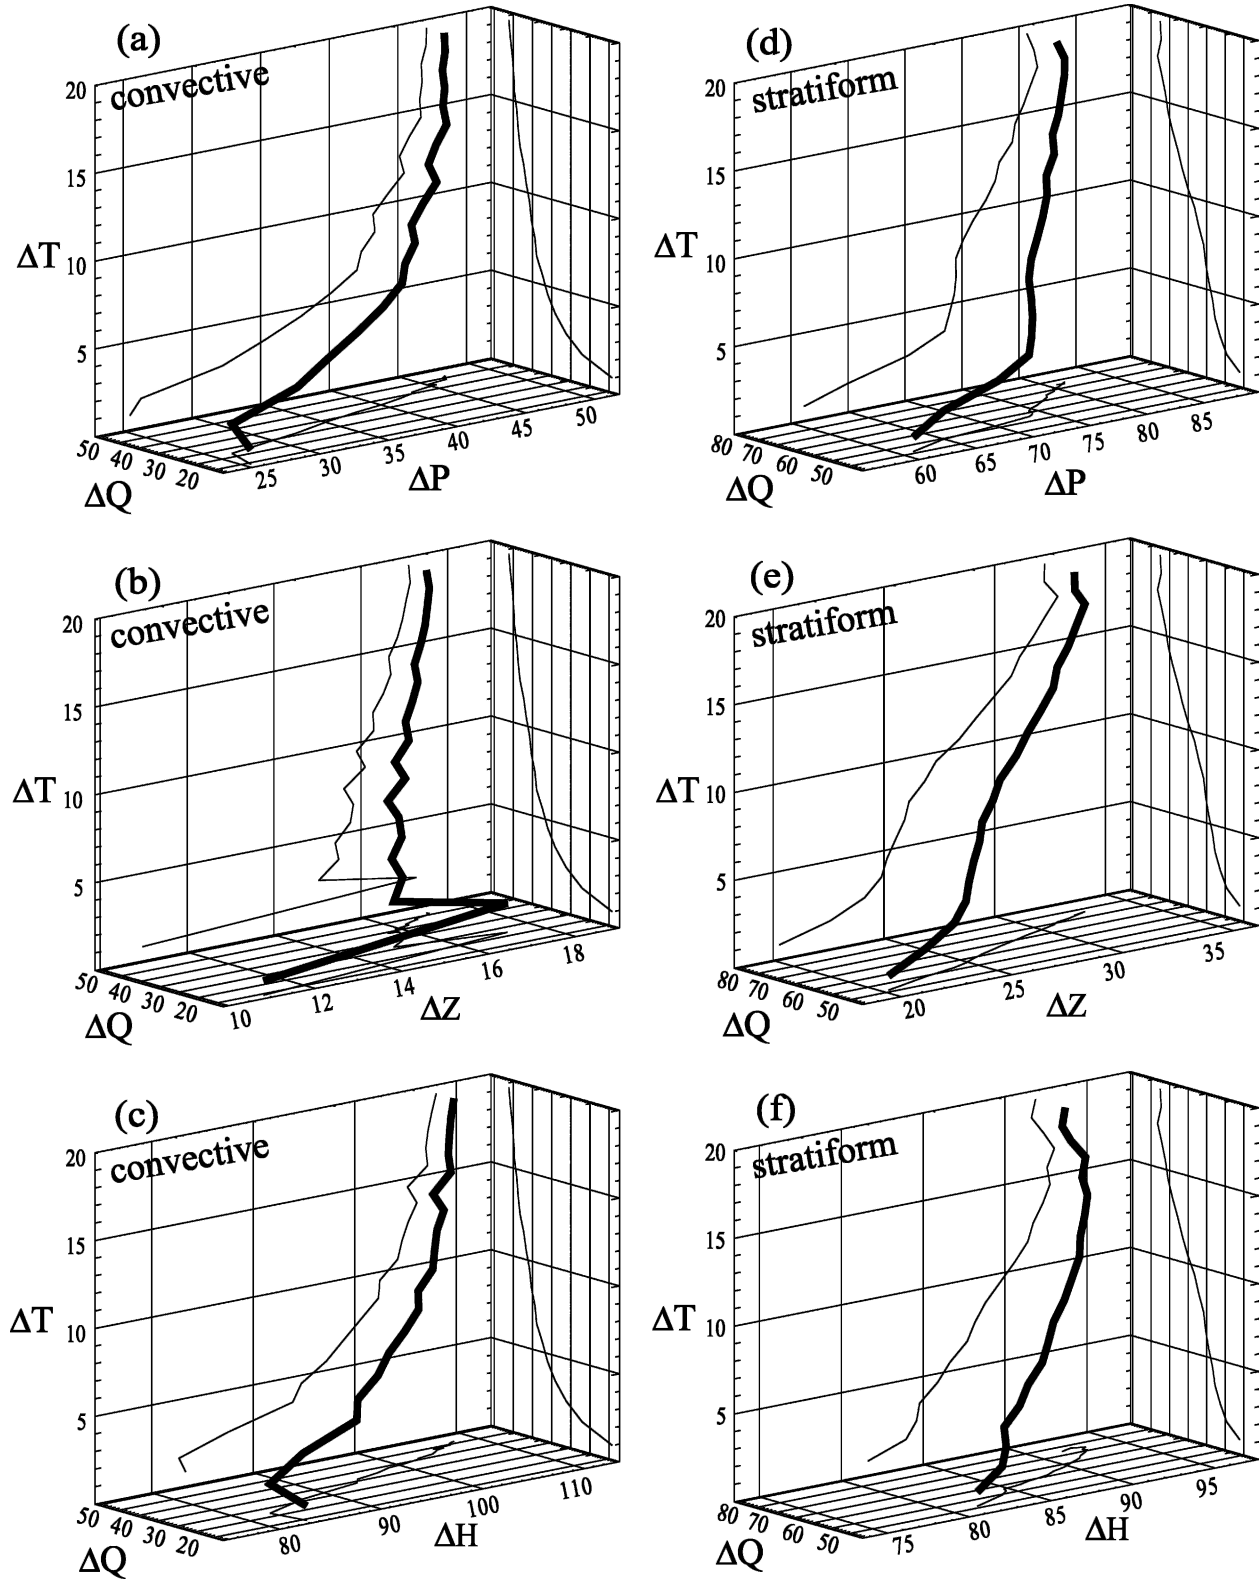 (a)
convective
20
15
ΔT 10
5
50 40 30 20
ΔQ
25 30 35 40 45 50
ΔP
(d)
stratiform
20
15
ΔT 10
5
80 70 60 50
ΔQ
60 65 70 75 80 85
ΔP
(b)
convective
20
15
ΔT 10
5
50 40 30 20
ΔQ
10 12 14 16 18
ΔZ
(e)
stratiform
20
15
ΔT 10
5
80 70 60 50
ΔQ
20 25 30 35
ΔZ
(c)
convective
20
15
ΔT 10
5
50 40 30 20
ΔQ
80 90 100 110
ΔH
(f)
stratiform
20
15
ΔT 10
5
80 70 60 50
ΔQ
75 80 85 90 95
ΔH